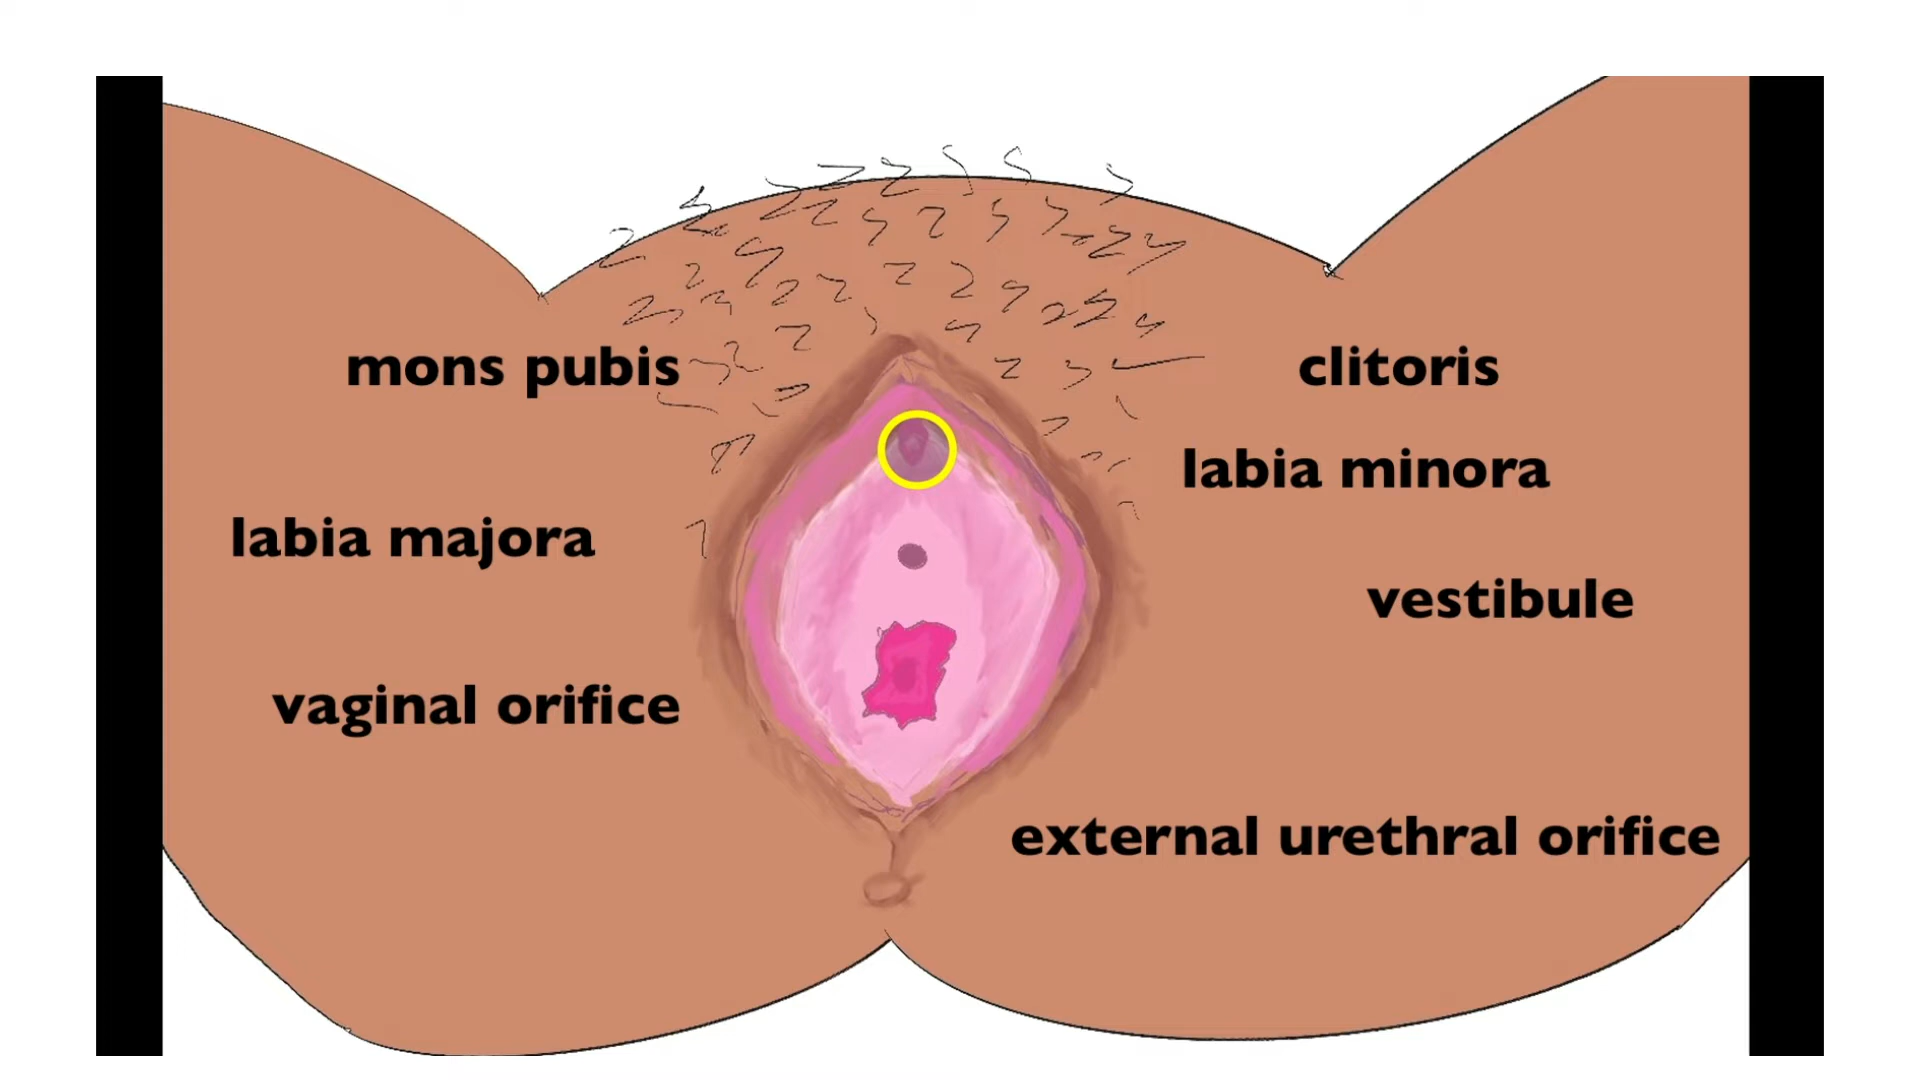 mons pubis
clitoris
labia minora
labia majora
vestibule
vaginal orifice
external urethral orifice